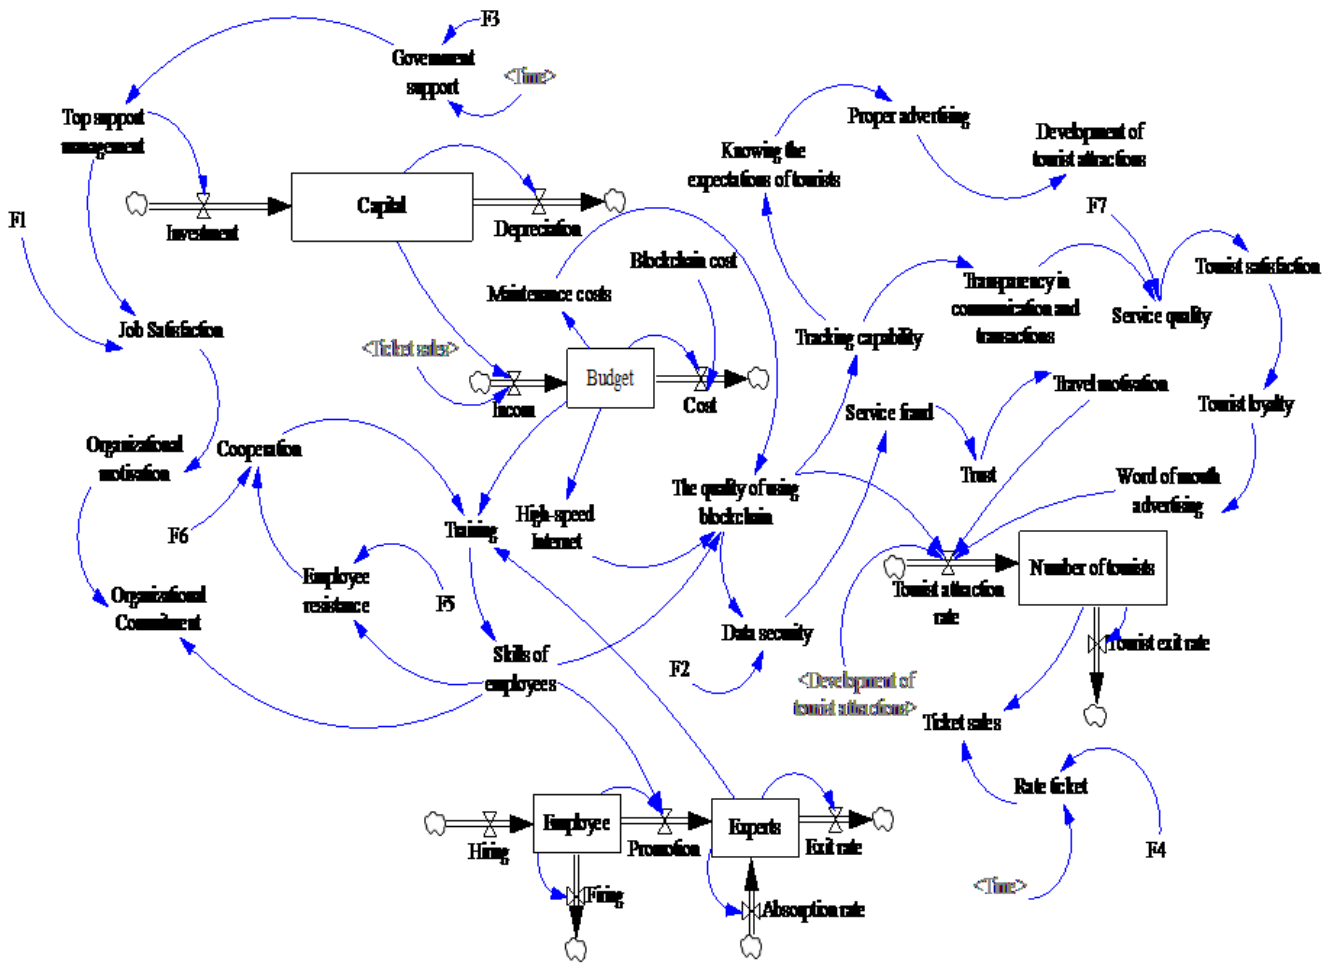 F3
Government
support
<Time>
Top support
management
Proper advertising
Development of
tourist attractions
Knowing the
expectations of tourists
Capital
F7
F1
Investment
Depreciation
Blockchain cost
Tourist satisfaction
Maintenance costs
Transparency in
communication and
transactions
Service quality
Job Satisfaction
Tracking capability
<Ticket sales>
Budget
Travel motivation
Incom
Cost
Service fraud
Tourist loyalty
Organizational
motivation
Cooperation
Trust
The quality of using
blockchain
Word of mouth
advertising
High-speed
Internet
Training
F6
Number of tourists
Employee
resistance
F5
Tourist attraction
rate
Organizational
Commitment
Data security
Tourist exit rate
Skills of
employees
F2
<Development of
tourist attractions>
Ticket sales
Rate ticket
Employee
Experts
Hiring
Promotion
Exit rate
F4
<Time>
Firing
Absorption rate